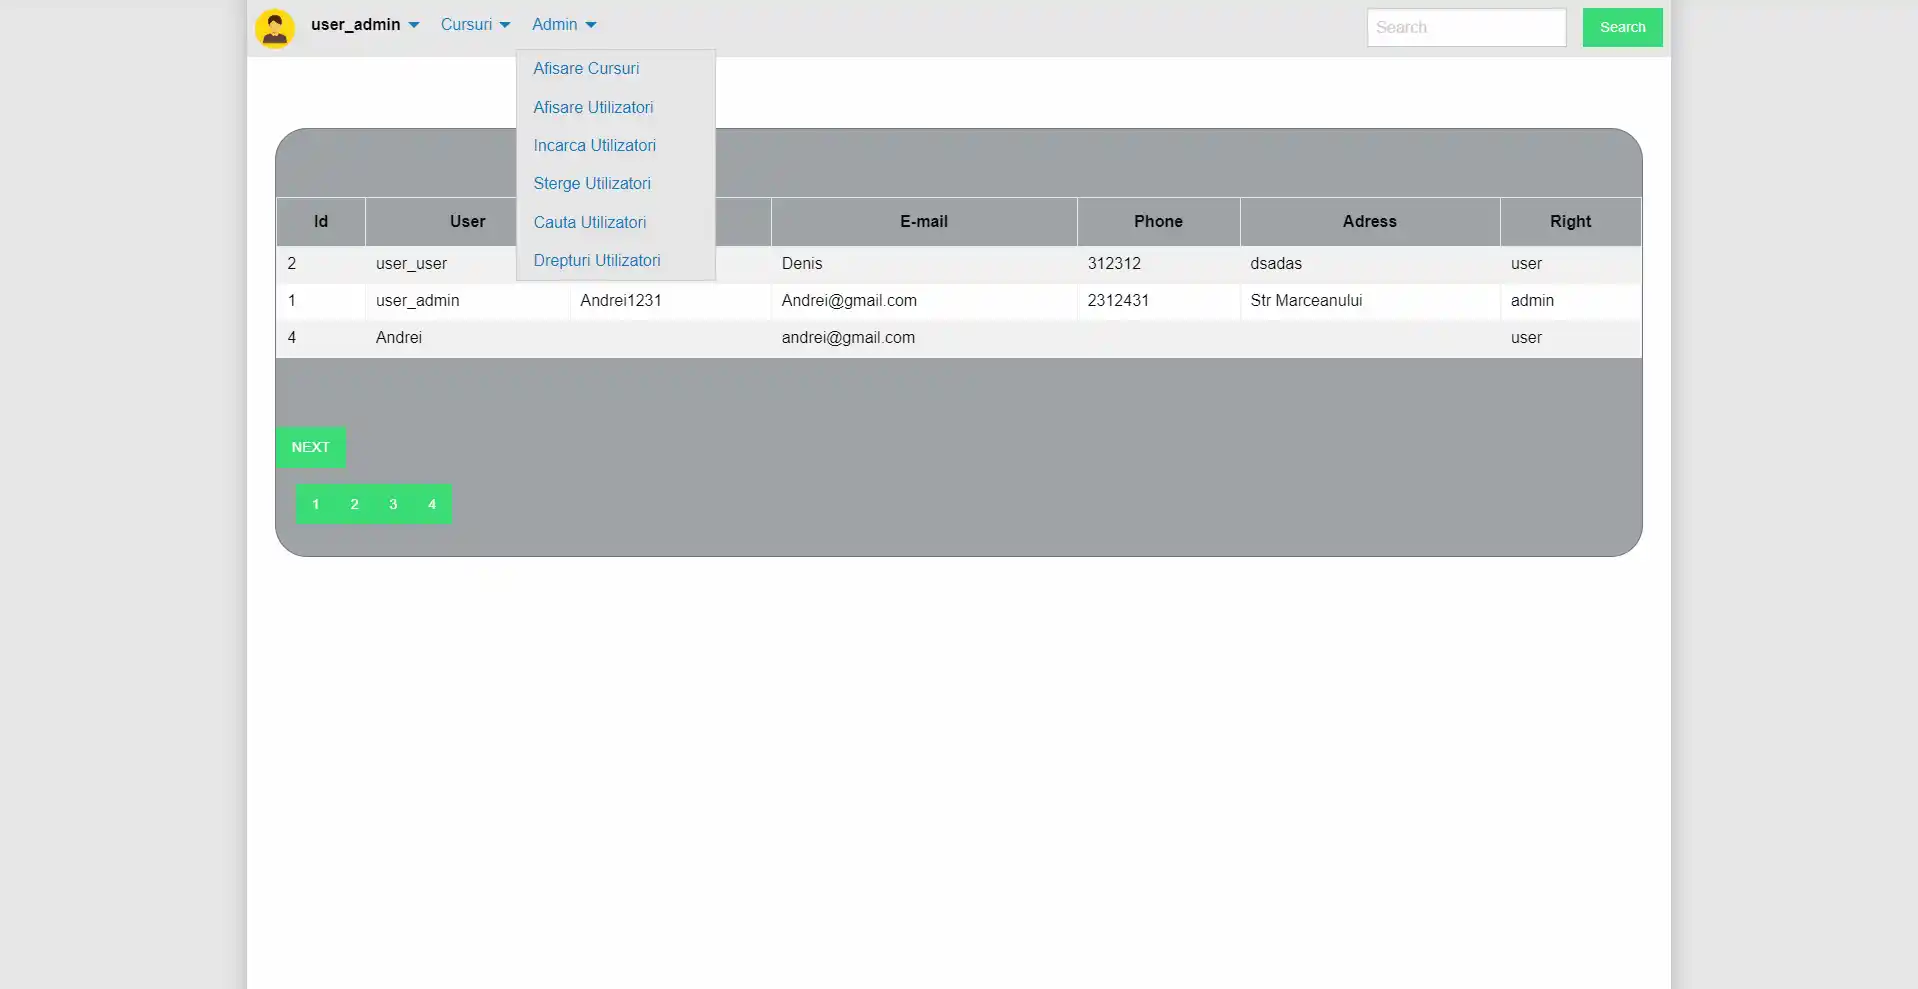 user_admin Cursuri Admin Search Search
Afisare Cursuri
Afisare Utilizatori
Incarca Utilizatori
Sterge Utilizatori
Cauta Utilizatori
Drepturi Utilizatori
Id User E-mail Phone Adress Right
2 user_user Denis 312312 dsadas user
1 user_admin Andrei1231 Andrei@gmail.com 2312431 Str Marceanului admin
4 Andrei andrei@gmail.com user
NEXT
1 2 3 4